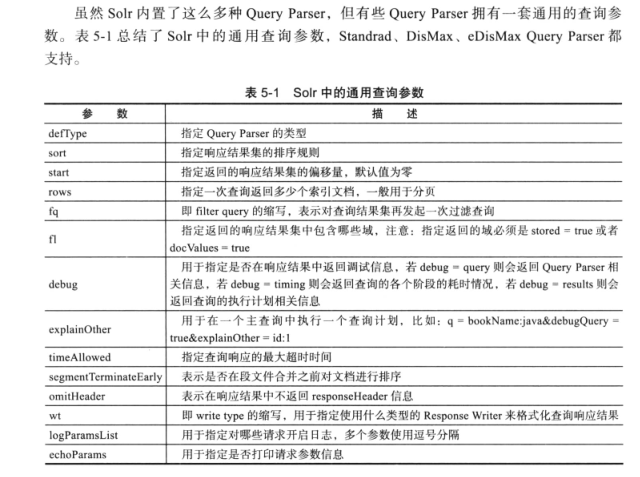 虽然 Solr 内置了这么多种 Query Parser，但有些 Query Parser 拥有一套通用的查询参
数。表 5-1 总结了 Solr 中的通用查询参数，Standrad、DisMax、eDisMax Query Parser 都
支持。
表 5-1 Solr 中的通用查询参数
参 数 描 述
defType 指定 Query Parser 的类型
sort 指定响应结果集的排序规则
start 指定返回的响应结果集的偏移量，默认值为零
rows 指定一次查询返回多少个索引文档，一般用于分页
fq 即 filter query 的缩写，表示对查询结果集再发起一次过滤查询
fl 指定返回的响应结果集中包含哪些域，注意：指定返回的域必须是 stored = true 或者
docValues = true
debug 用于指定是否在响应结果中返回调试信息，若 debug = query 则会返回 Query Parser 相
关信息，若 debug = timing 则会返回查询的各个阶段的耗时情况，若 debug = results 则会
返回查询的执行计划相关信息
explainOther 用于在一个主查询中执行一个查询计划，比如：q = bookName:java&debugQuery =
true&explainOther = id:1
timeAllowed 指定查询响应的最大超时时间
segmentTerminateEarly 表示是否在段文件合并之前对文档进行排序
omitHeader 表示在响应结果中不返回 responseHeader 信息
wt 即 write type 的缩写，用于指定使用什么类型的 Response Writer 来格式化查询响应结果
logParamsList 用于指定对哪些请求开启日志，多个参数使用逗号分隔
echoParams 用于指定是否打印请求参数信息